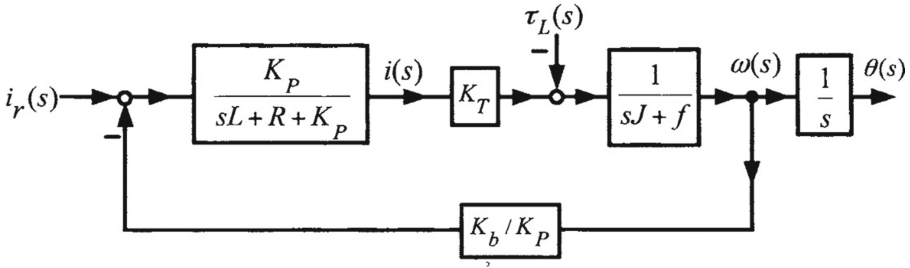 τ_L(s)
i_r(s)
K_P
sL + R + K_P
i(s)
K_T
1
sJ + f
ω(s)
1
s
θ(s)
K_b / K_P